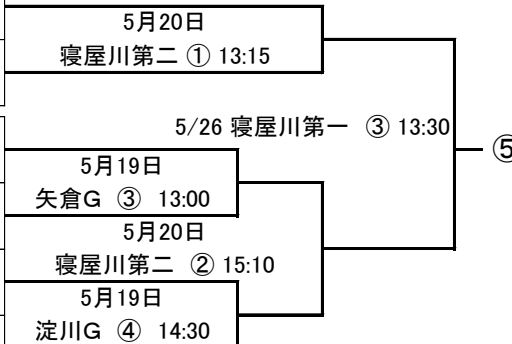 5月20日
寝屋川第二 ① 13:15
5/26 寝屋川第一 ③ 13:30
⑤
5月19日
矢倉G ③ 13:00
5月20日
寝屋川第二 ② 15:10
5月19日
淀川G ④ 14:30